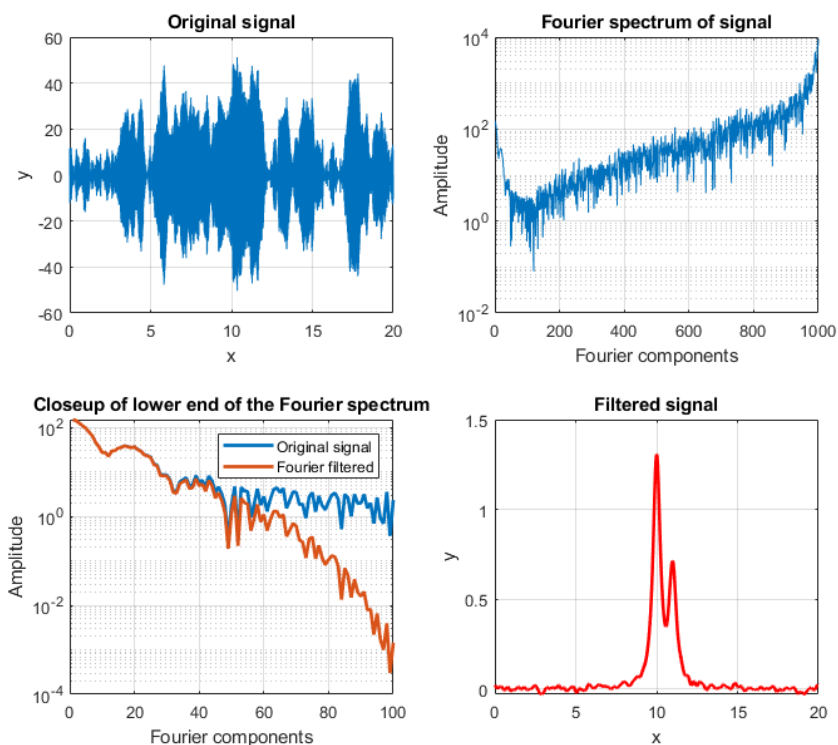 Original signal
60
40
20
0
-20
-40
-60
y
0 5 10 15 20
x
Fourier spectrum of signal
10^4
10^2
10^0
10^-2
Amplitude
0 200 400 600 800 1000
Fourier components
Closeup of lower end of the Fourier spectrum
10^2
10^0
10^-2
10^-4
Amplitude
Original signal
Fourier filtered
0 20 40 60 80 100
Fourier components
Filtered signal
1.5
1
0.5
0
y
0 5 10 15 20
x